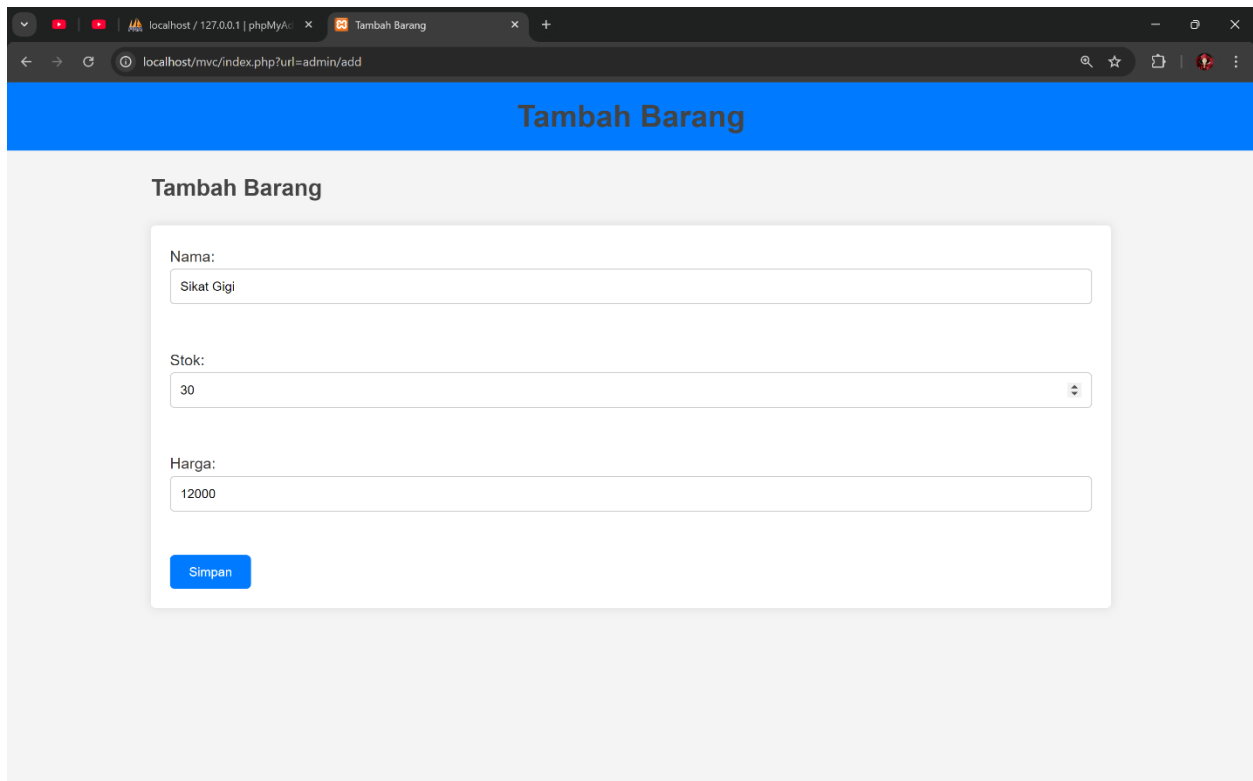 localhost / 127.0.0.1 | phpMyAd
Tambah Barang
localhost/mvc/index.php?url=admin/add
Tambah Barang
Tambah Barang
Nama:
Sikat Gigi
Stok:
30
Harga:
12000
Simpan